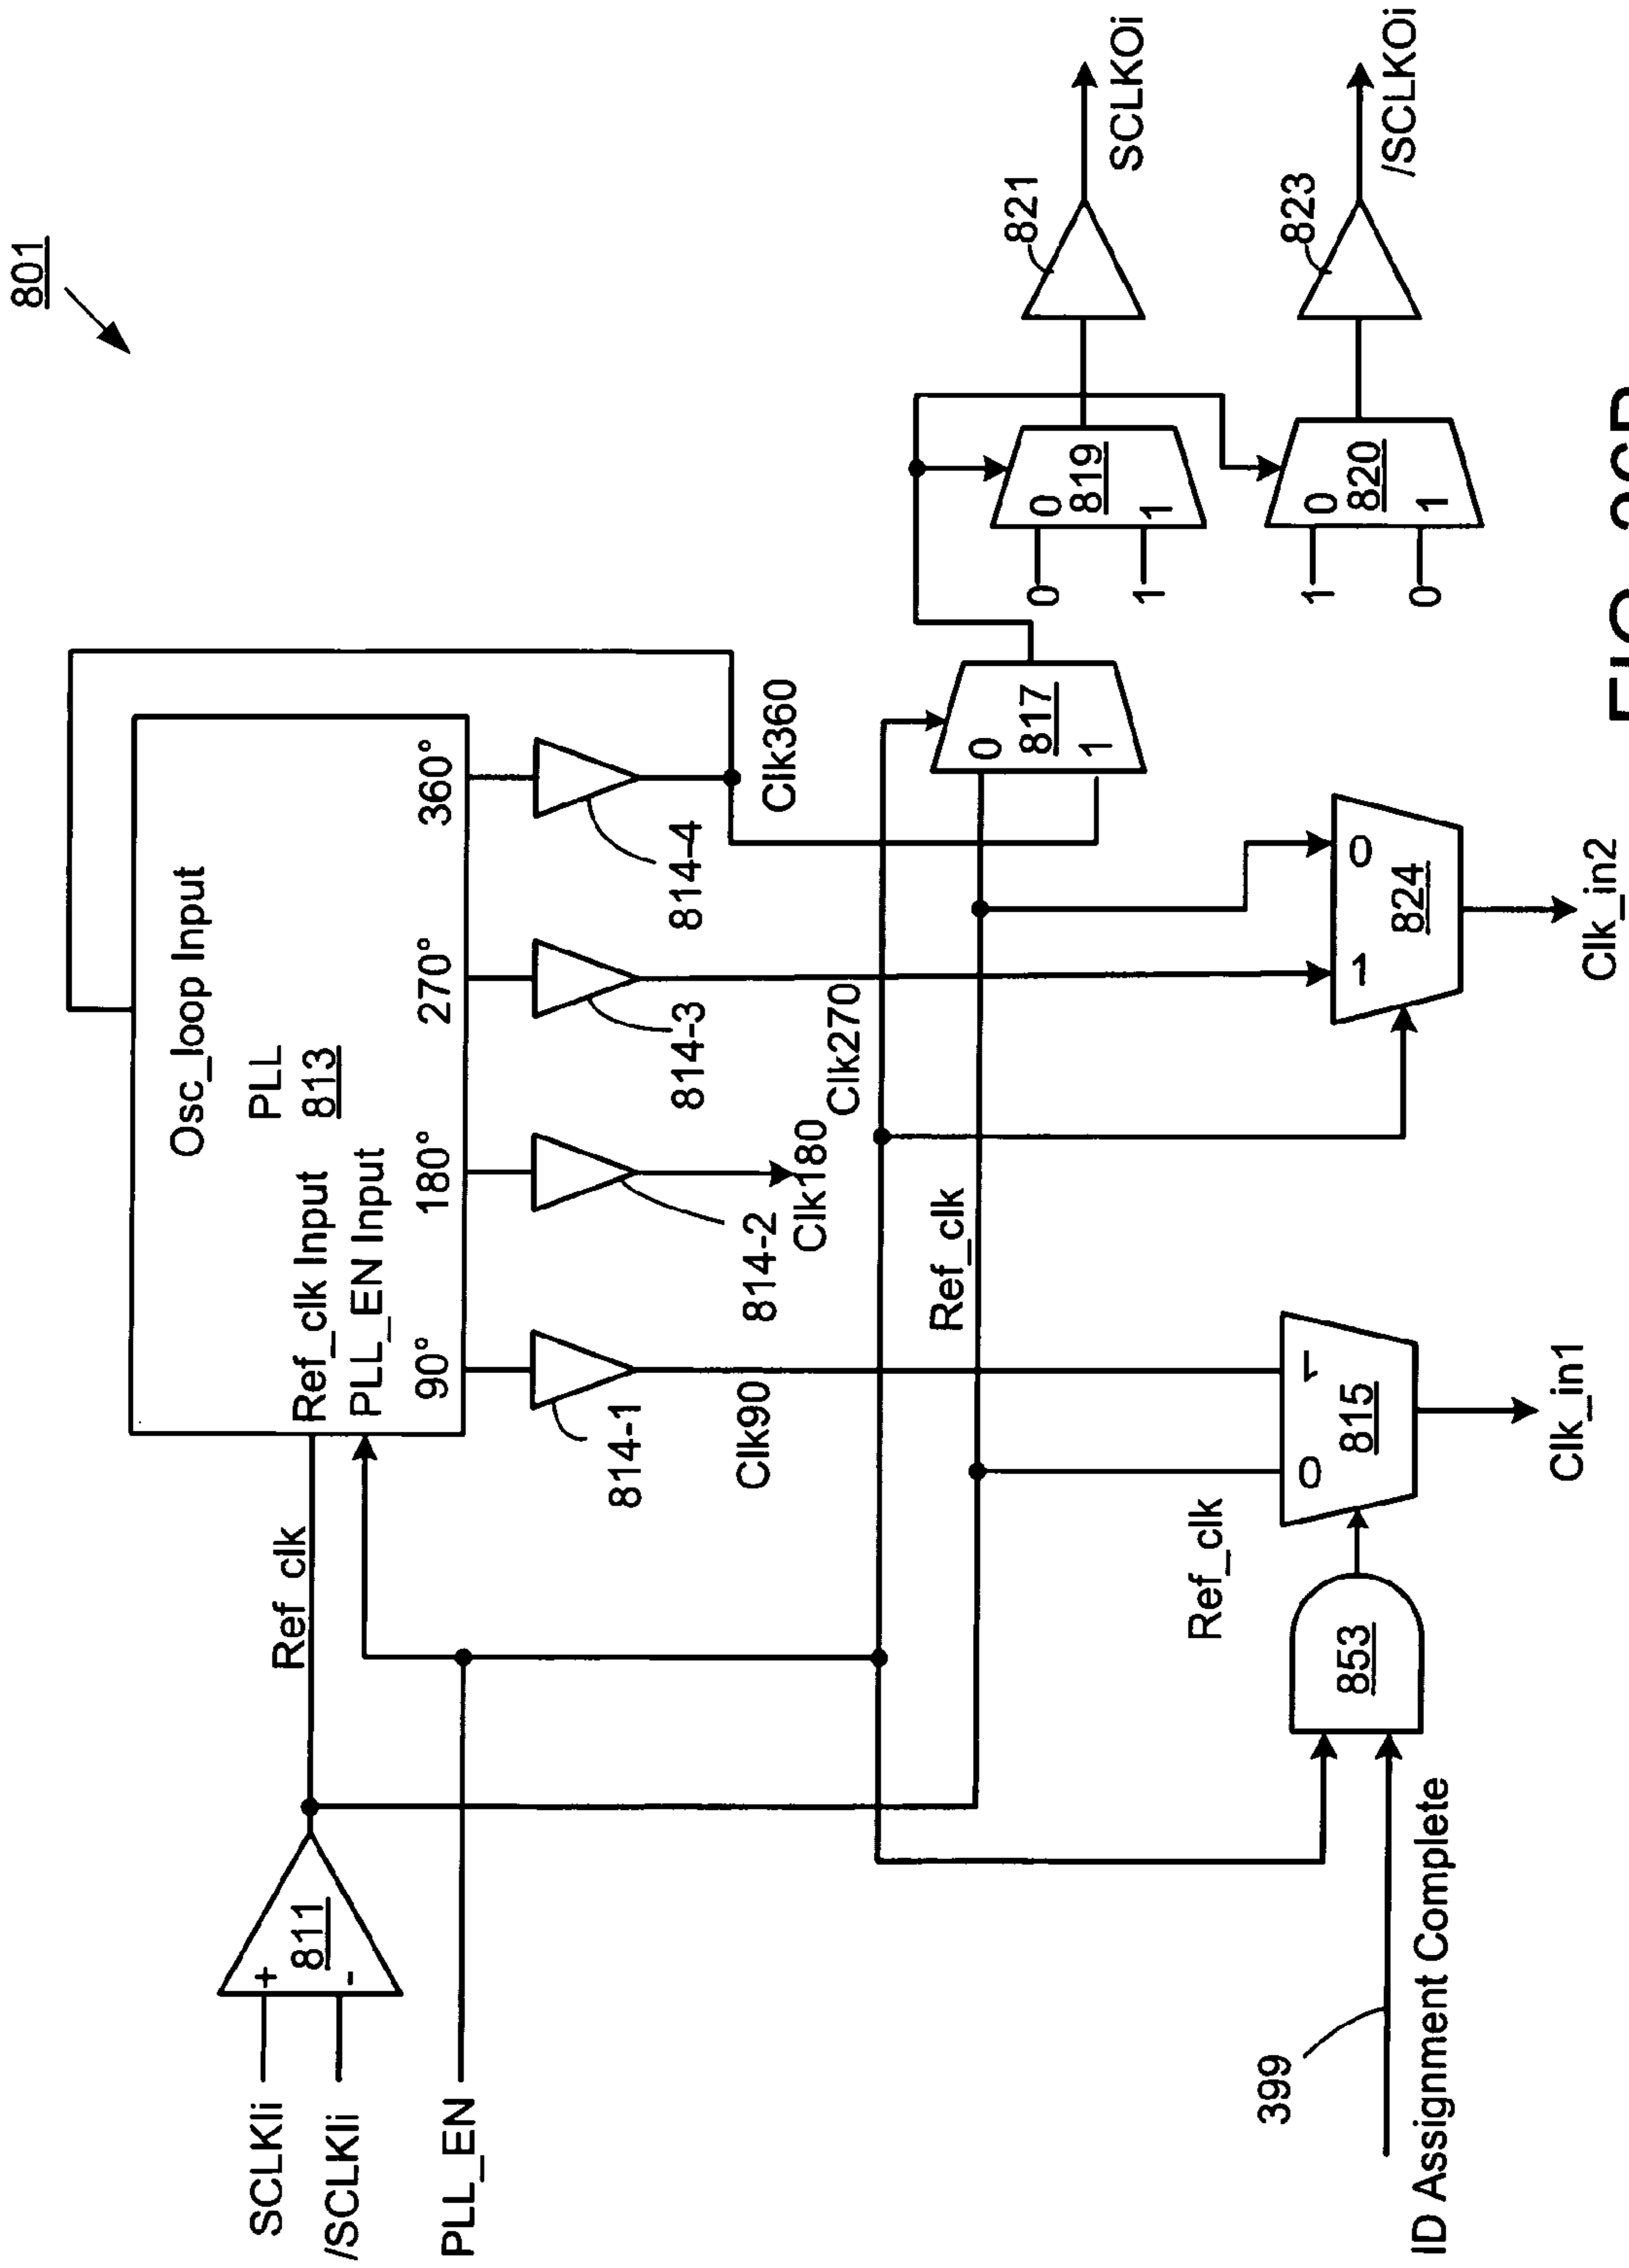 801
SCLKIi
/SCLKIi
PLL_EN
+
-
811
Ref_clk
Osc_loop Input
PLL
813
Ref_clk Input
PLL_EN Input
90°
180°
270°
360°
814-1
814-2
814-3
814-4
Clk90
Clk180
Clk270
Clk360
Ref_clk
Ref_clk
0
817
1
0
1
0
819
1
1
0
0
820
1
821
SCLKOi
823
/SCLKOi
399
ID Assignment Complete
853
0
815
1
Clk_in1
1
824
0
Clk_in2